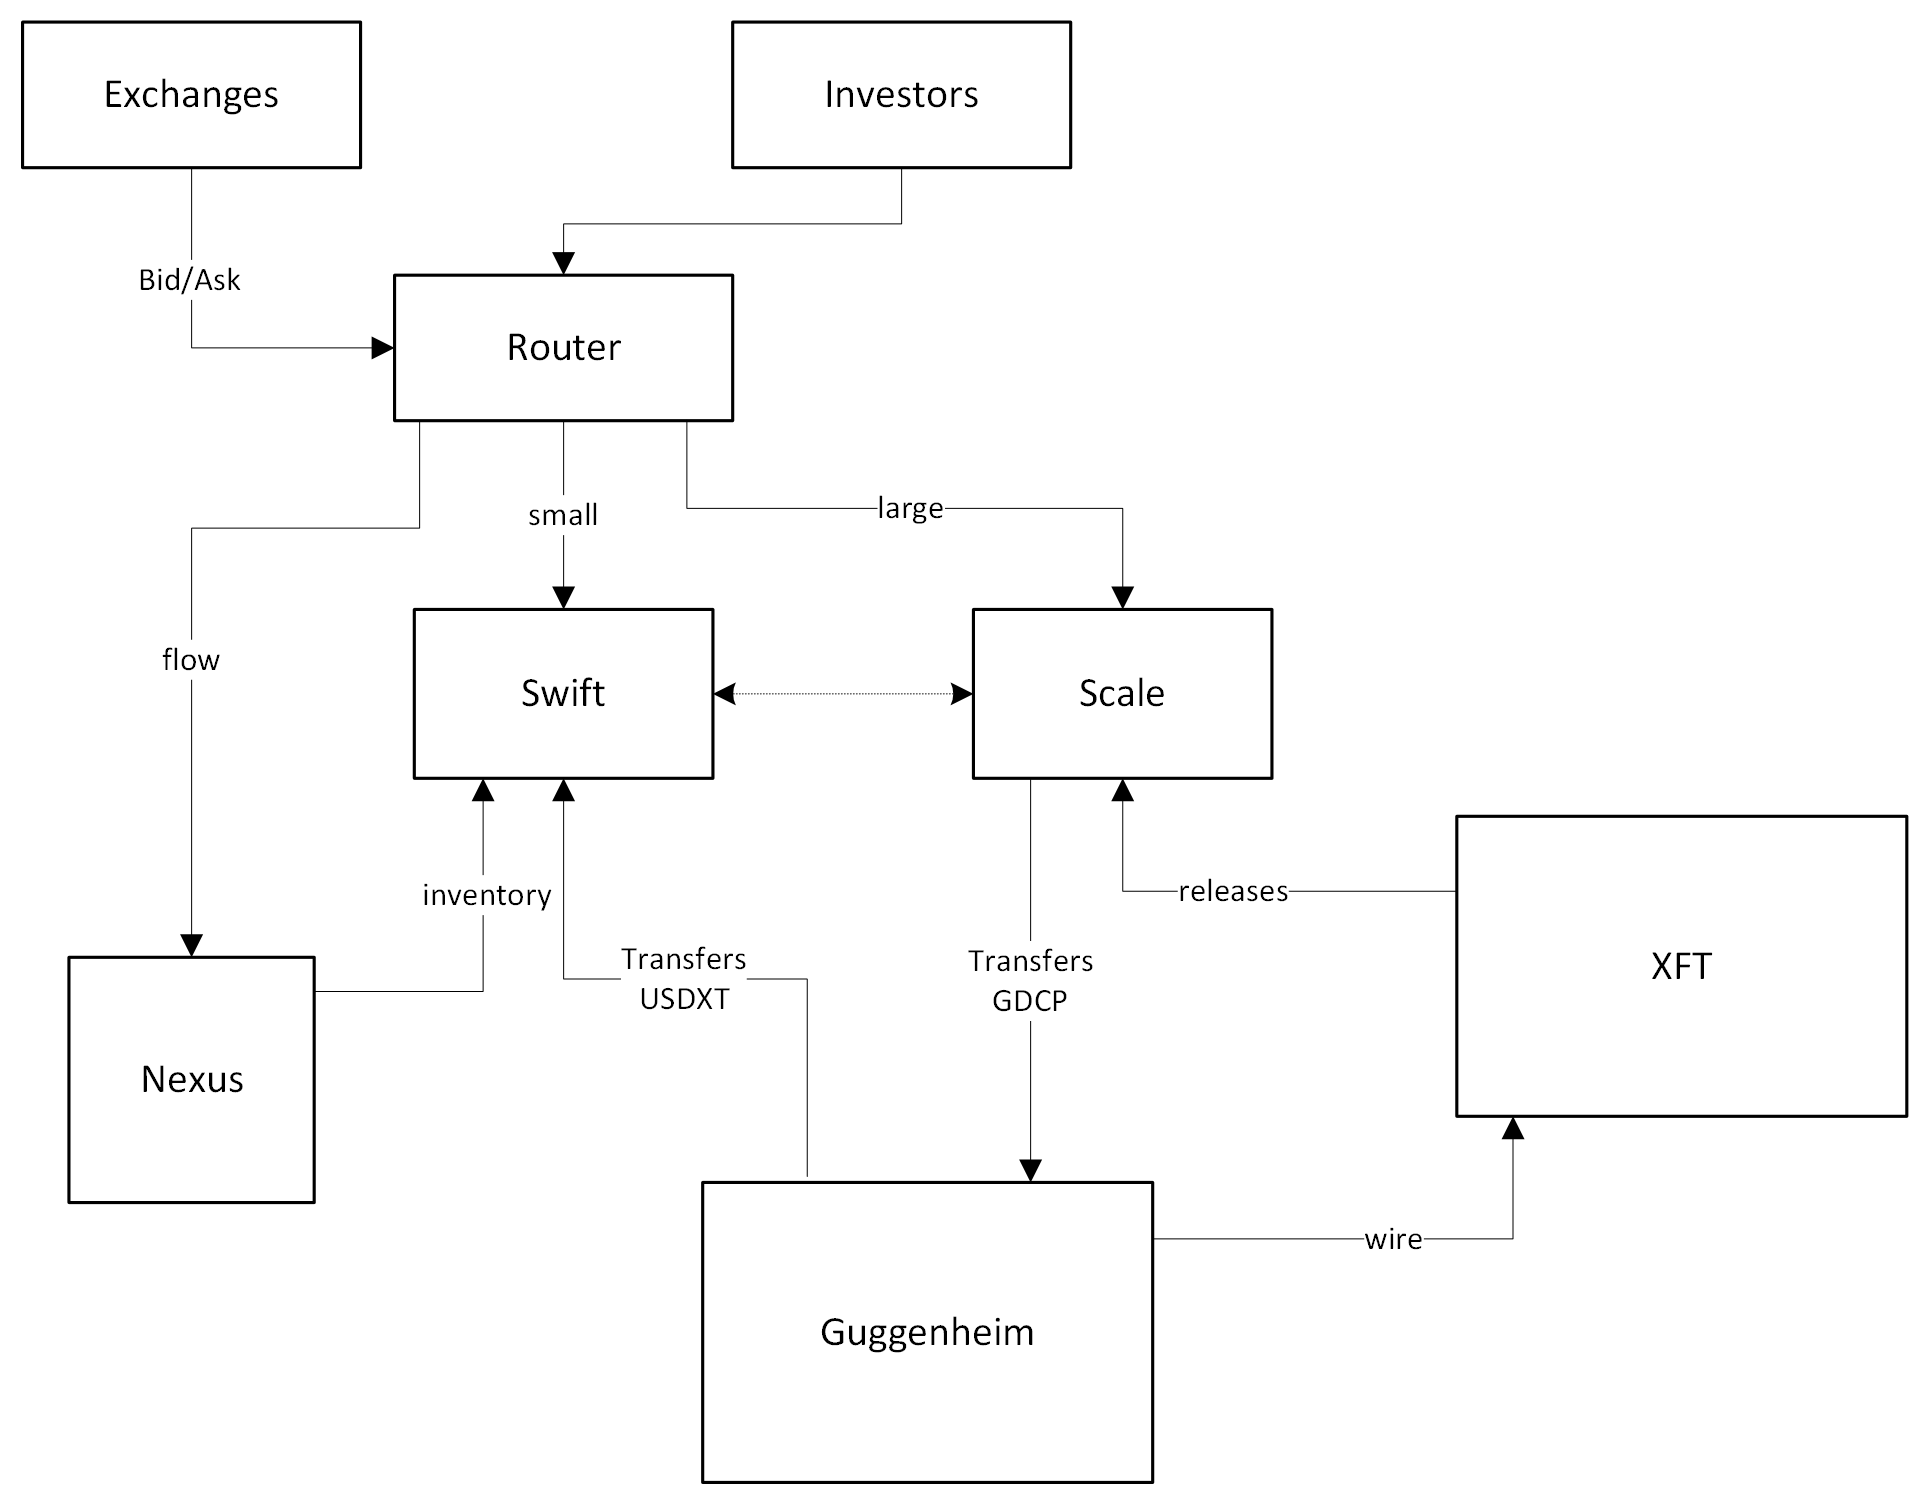 Exchanges
Investors
Bid/Ask
Router
small
large
flow
Swift
Scale
inventory
releases
Transfers
USDXT
Transfers
GDCP
XFT
Nexus
wire
Guggenheim